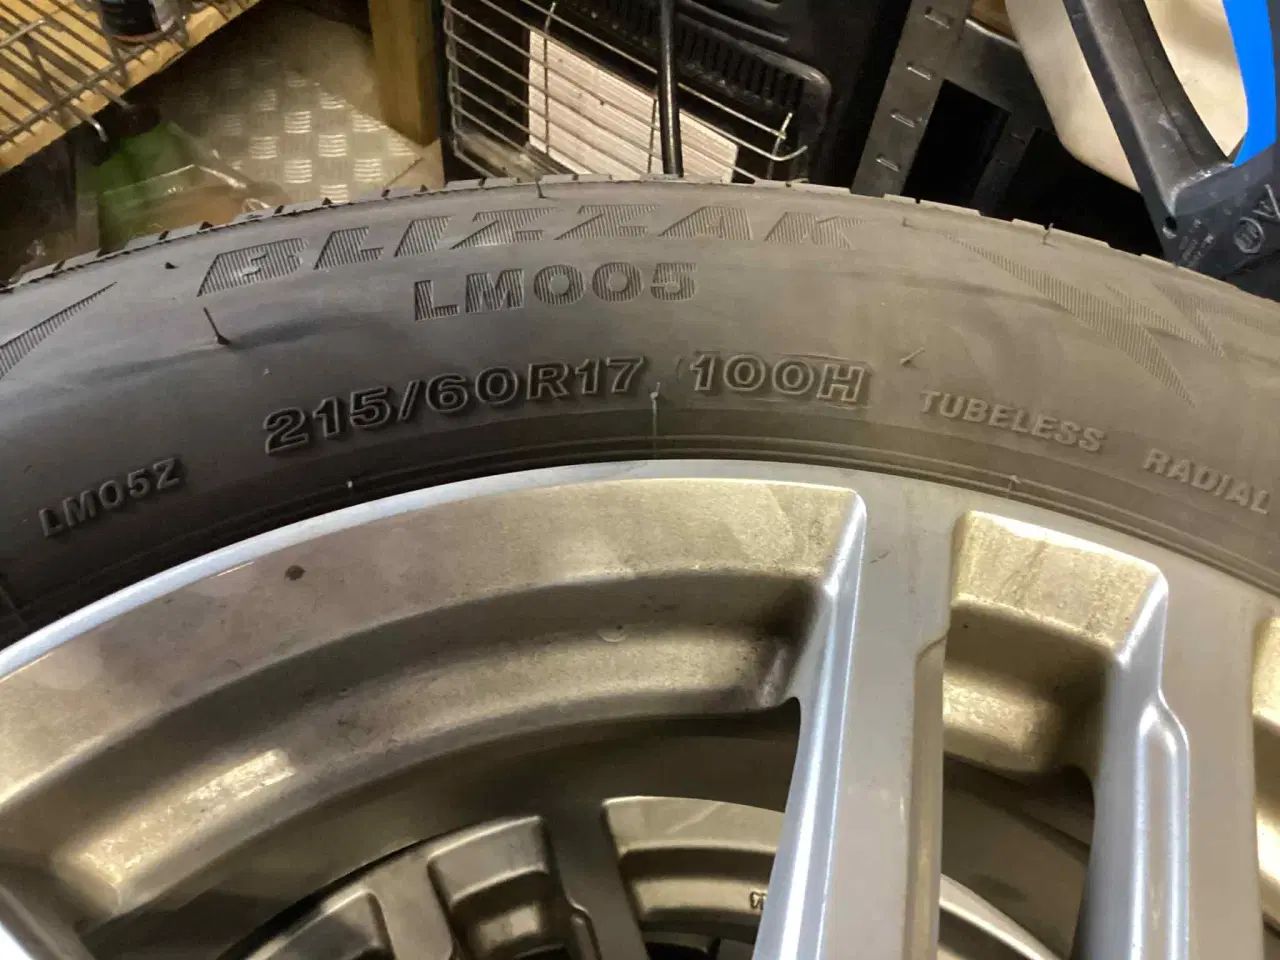 BLIZZAK
LM005
215/60R17 100H TUBELESS RADIAL
LM05Z